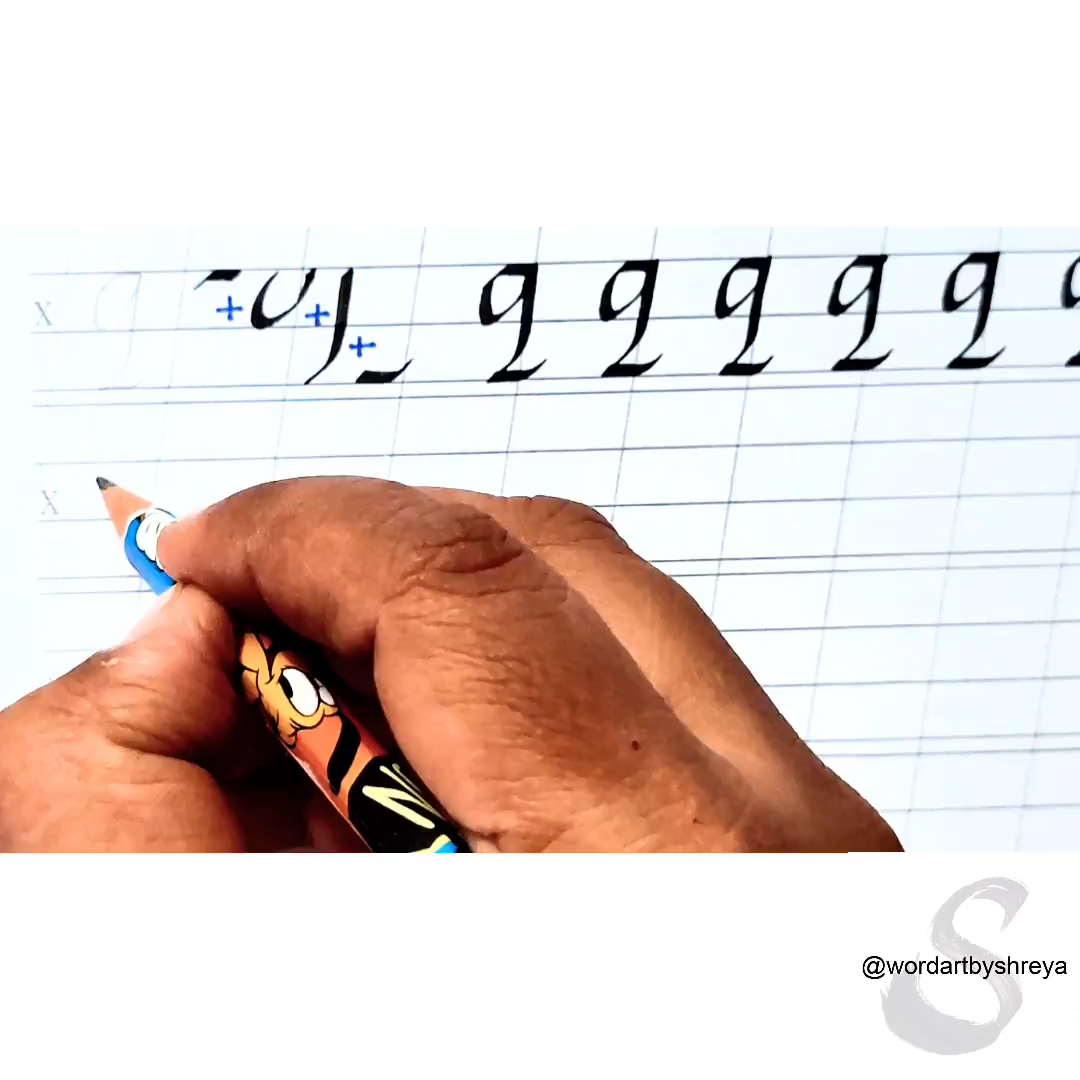 x q q q q q q
x
@wordartbyshreya
S